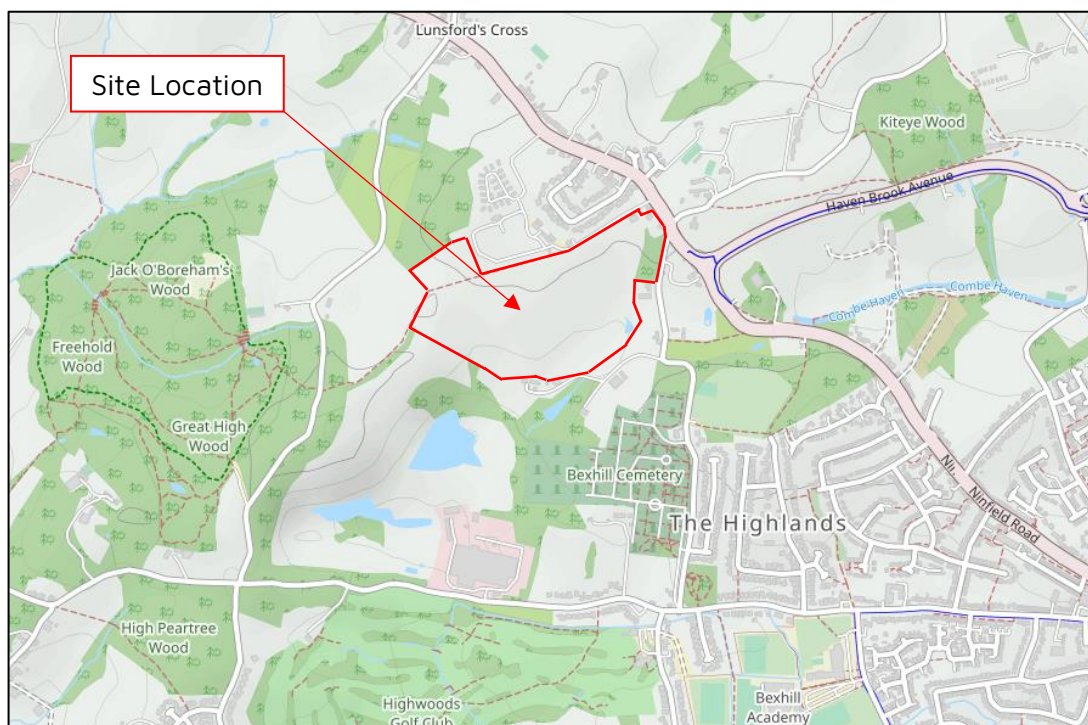 Lunsford's Cross
Site Location
Kiteye Wood
Haven Brook Avenue
Jack O'Boreham's
Wood
Combe Haven
Combe Haven
Freehold
Wood
Great High
Wood
Bexhill Cemetery
The Highlands
Nin
Ninfield Road
High Peartree
Wood
Highwoods
Golf Club
Bexhill
Academy